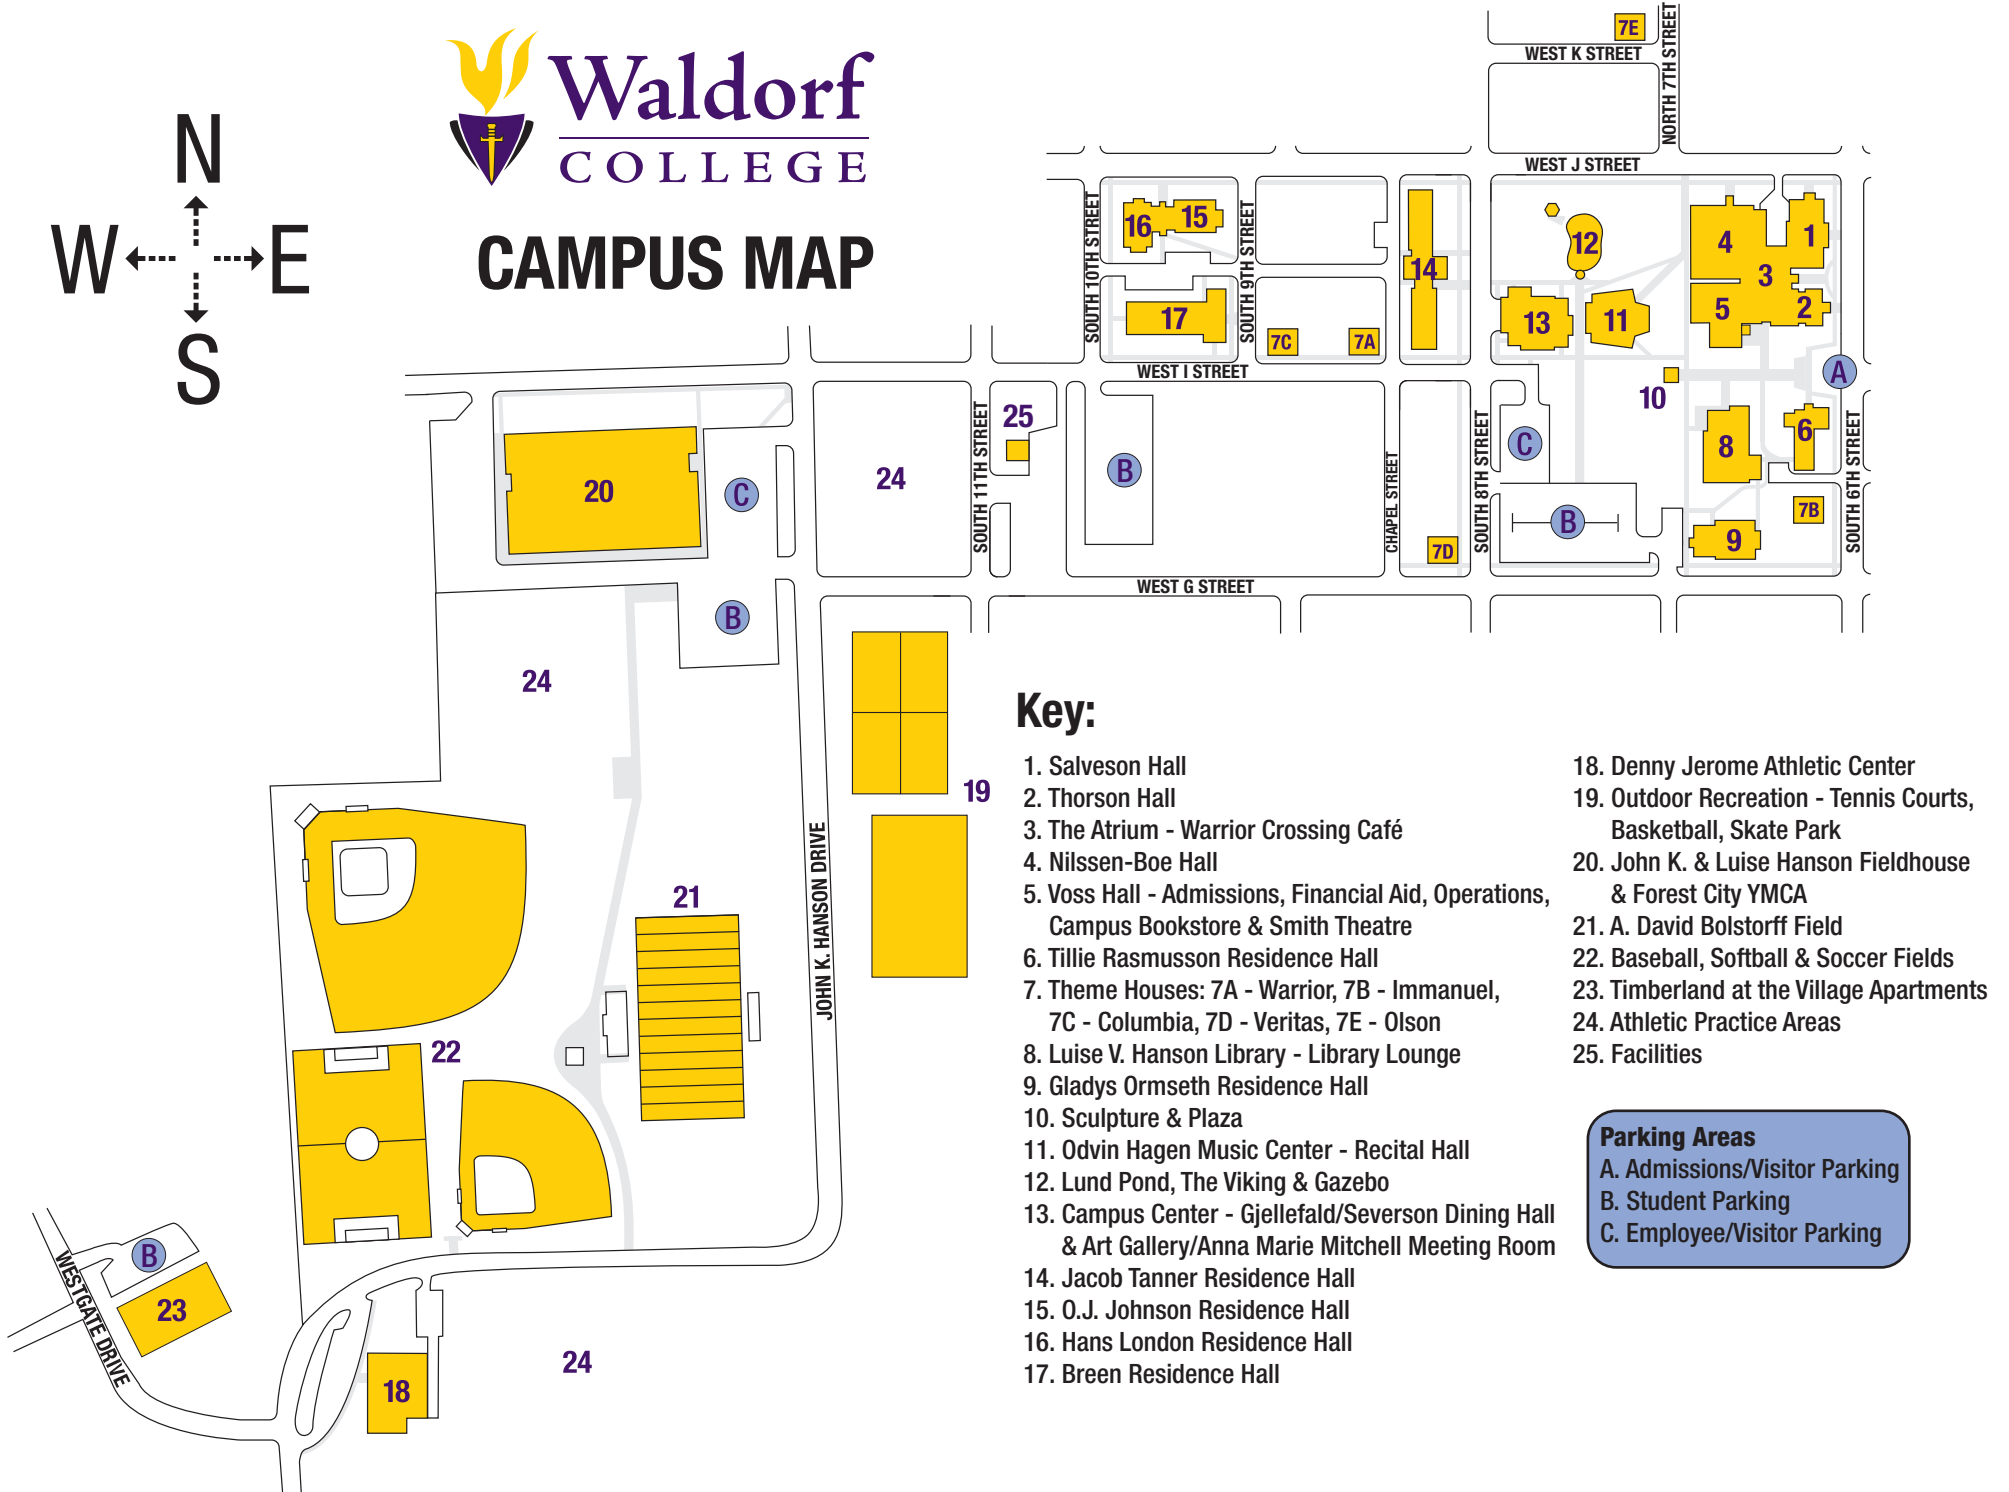 Waldorf
COLLEGE
CAMPUS MAP
N
W E
S
7E
WEST K STREET
NORTH 7TH STREET
WEST J STREET
SOUTH 10TH STREET
16
15
SOUTH 9TH STREET
17
7C
7A
14
12
13
11
4
1
3
5
2
A
WEST I STREET
10
25
SOUTH 11TH STREET
24
20
C
B
CHAPEL STREET
SOUTH 8TH STREET
C
8
6
SOUTH 6TH STREET
7B
7D
B
9
WEST G STREET
B
24
19
JOHN K. HANSON DRIVE
21
22
B
WESTGATE DRIVE
23
18
24
Key:
1. Salveson Hall
2. Thorson Hall
3. The Atrium - Warrior Crossing Café
4. Nilssen-Boe Hall
5. Voss Hall - Admissions, Financial Aid, Operations,
Campus Bookstore & Smith Theatre
6. Tillie Rasmusson Residence Hall
7. Theme Houses: 7A - Warrior, 7B - Immanuel,
7C - Columbia, 7D - Veritas, 7E - Olson
8. Luise V. Hanson Library - Library Lounge
9. Gladys Ormseth Residence Hall
10. Sculpture & Plaza
11. Odvin Hagen Music Center - Recital Hall
12. Lund Pond, The Viking & Gazebo
13. Campus Center - Gjellefald/Severson Dining Hall
& Art Gallery/Anna Marie Mitchell Meeting Room
14. Jacob Tanner Residence Hall
15. O.J. Johnson Residence Hall
16. Hans London Residence Hall
17. Breen Residence Hall
18. Denny Jerome Athletic Center
19. Outdoor Recreation - Tennis Courts,
Basketball, Skate Park
20. John K. & Luise Hanson Fieldhouse
& Forest City YMCA
21. A. David Bolstorff Field
22. Baseball, Softball & Soccer Fields
23. Timberland at the Village Apartments
24. Athletic Practice Areas
25. Facilities
Parking Areas
A. Admissions/Visitor Parking
B. Student Parking
C. Employee/Visitor Parking